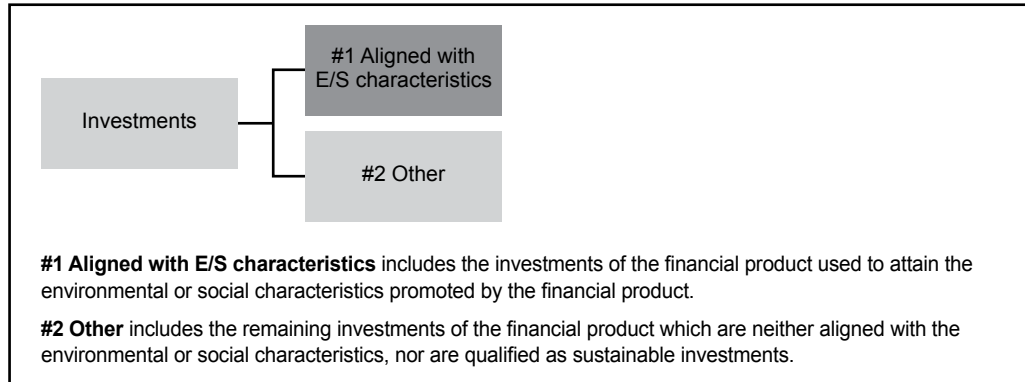 #1 Aligned with
E/S characteristics
Investments
#2 Other
#1 Aligned with E/S characteristics includes the investments of the financial product used to attain the
environmental or social characteristics promoted by the financial product.
#2 Other includes the remaining investments of the financial product which are neither aligned with the
environmental or social characteristics, nor are qualified as sustainable investments.